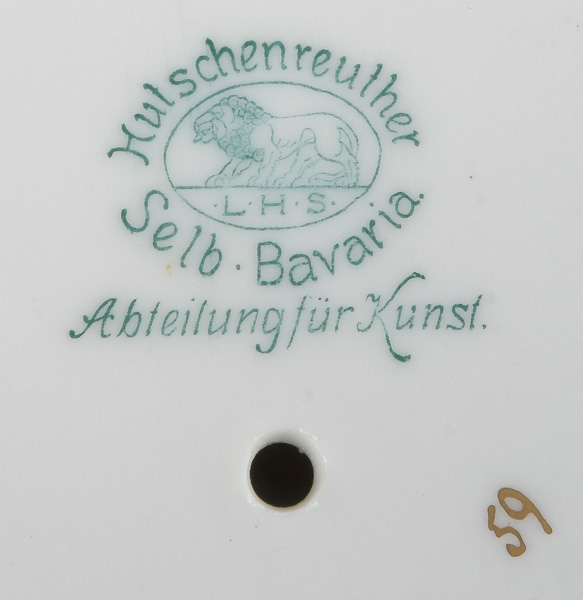 Hutschenreuther
·L·H·S·
Selb·Bavaria.
Abteilung für Kunst.
59